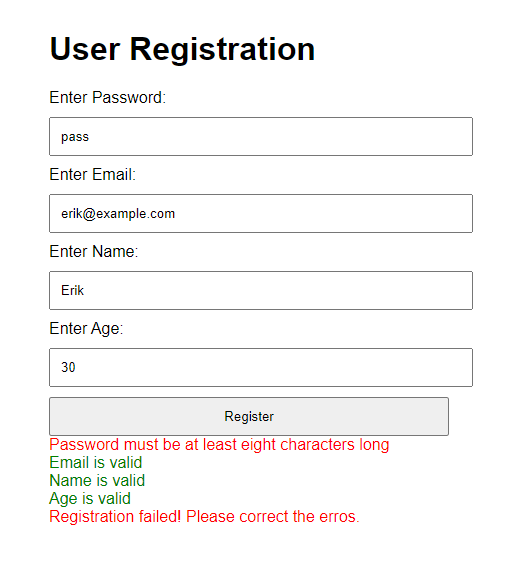 User Registration
Enter Password:
pass
Enter Email:
erik@example.com
Enter Name:
Erik
Enter Age:
30
Register
Password must be at least eight characters long
Email is valid
Name is valid
Age is valid
Registration failed! Please correct the erros.